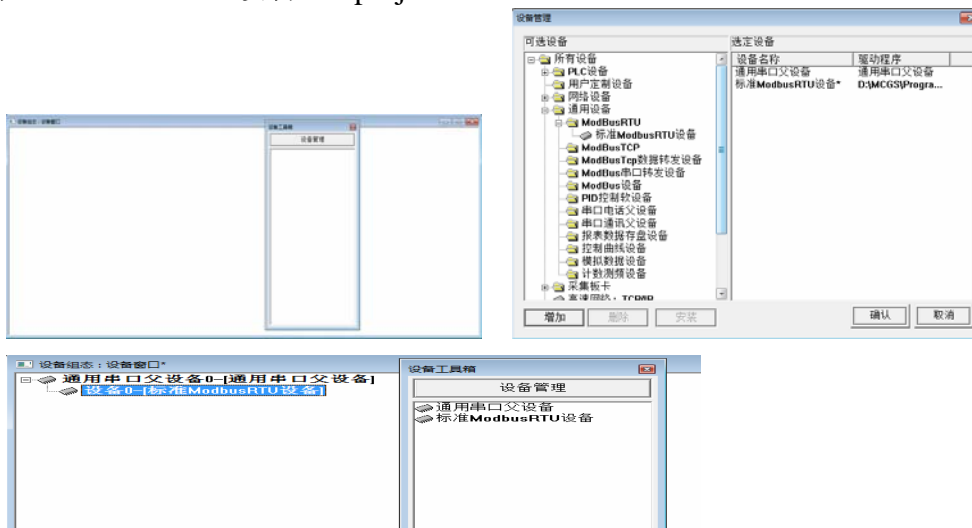 proj
设备组态：设备窗口
设备工具箱
设备管理
设备管理
可选设备
选定设备
所有设备
PLC设备
用户定制设备
网络设备
通用设备
ModBusRTU
标准ModbusRTU设备
ModBusTCP
ModBusTcp数据转发设备
ModBus串口转发设备
ModBus设备
PID控制软设备
串口电话父设备
串口通讯父设备
报表数据存盘设备
控制曲线设备
模拟数据设备
计数测频设备
采集板卡
设备名称 驱动程序
通用串口父设备 通用串口父设备
标准ModbusRTU设备* D:\MCGS\Progra...
增加 删除 安装 确认 取消
设备组态：设备窗口*
通用串口父设备0--[通用串口父设备]
设备0--[标准ModbusRTU设备]
设备工具箱
设备管理
通用串口父设备
标准ModbusRTU设备